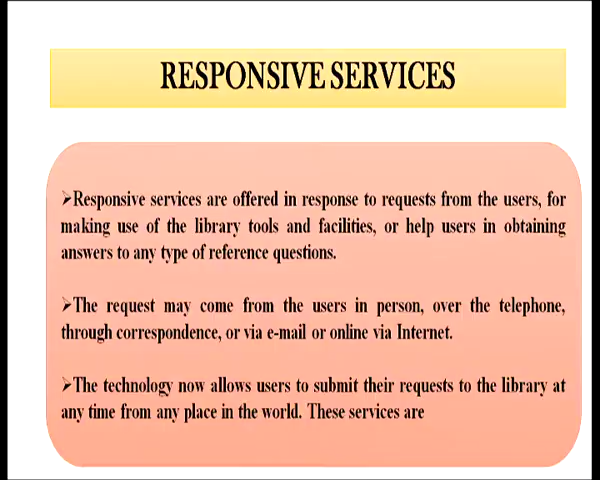 RESPONSIVE SERVICES
➢Responsive services are offered in response to requests from the users, for
making use of the library tools and facilities, or help users in obtaining
answers to any type of reference questions.
➢The request may come from the users in person, over the telephone,
through correspondence, or via e-mail or online via Internet.
➢The technology now allows users to submit their requests to the library at
any time from any place in the world. These services are